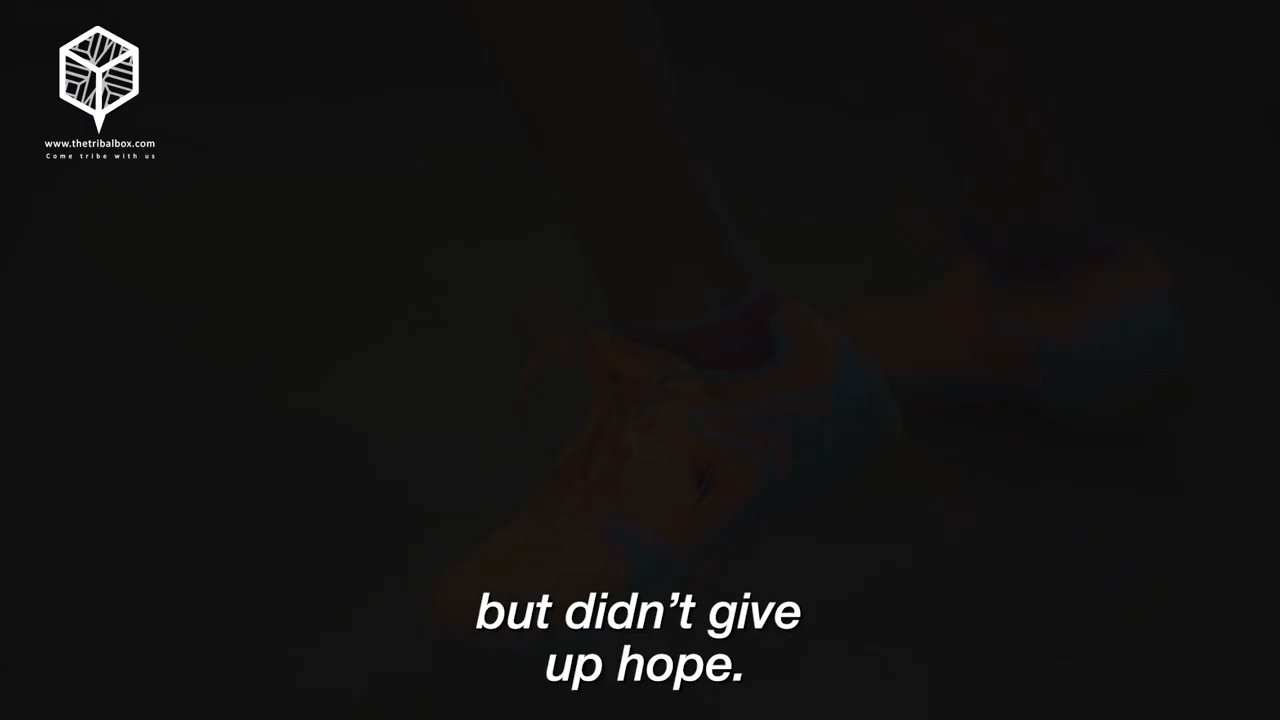 www.thetribalbox.com
Come tribe with us
but didn’t give
up hope.